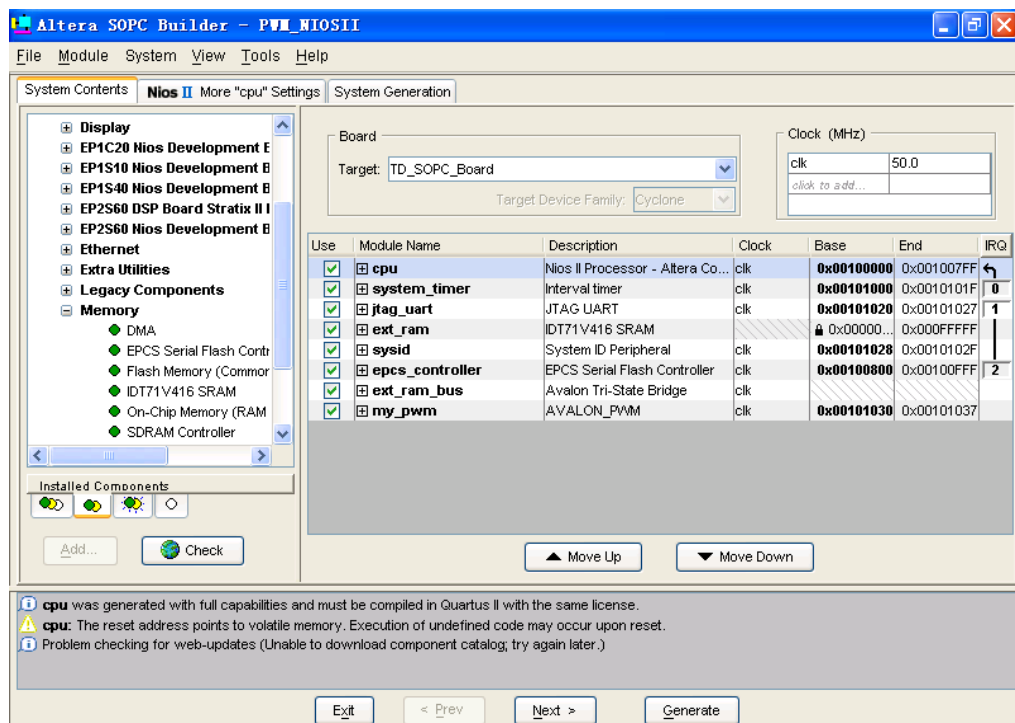 Altera SOPC Builder - PWM_NIOSII
File Module System View Tools Help
System Contents Nios II More "cpu" Settings System Generation
Display
EP1C20 Nios Development E
EP1S10 Nios Development B
EP1S40 Nios Development B
EP2S60 DSP Board Stratix II I
EP2S60 Nios Development B
Ethernet
Extra Utilities
Legacy Components
Memory
DMA
EPCS Serial Flash Contr
Flash Memory (Commor
IDT71V416 SRAM
On-Chip Memory (RAM
SDRAM Controller
Installed Components
Add...
Check
Board
Target: TD_SOPC_Board
Target Device Family: Cyclone
Clock (MHz)
clk 50.0
click to add...
Use Module Name Description Clock Base End IRQ
cpu Nios II Processor - Altera Co... clk 0x00100000 0x001007FF
system_timer Interval timer clk 0x00101000 0x0010101F 0
jtag_uart JTAG UART clk 0x00101020 0x00101027 1
ext_ram IDT71V416 SRAM 0x00000... 0x000FFFFF
sysid System ID Peripheral clk 0x00101028 0x0010102F
epcs_controller EPCS Serial Flash Controller clk 0x00100800 0x00100FFF 2
ext_ram_bus Avalon Tri-State Bridge clk
my_pwm AVALON_PWM clk 0x00101030 0x00101037
Move Up Move Down
cpu was generated with full capabilities and must be compiled in Quartus II with the same license.
cpu: The reset address points to volatile memory. Execution of undefined code may occur upon reset.
Problem checking for web-updates (Unable to download component catalog; try again later.)
Exit < Prev Next > Generate